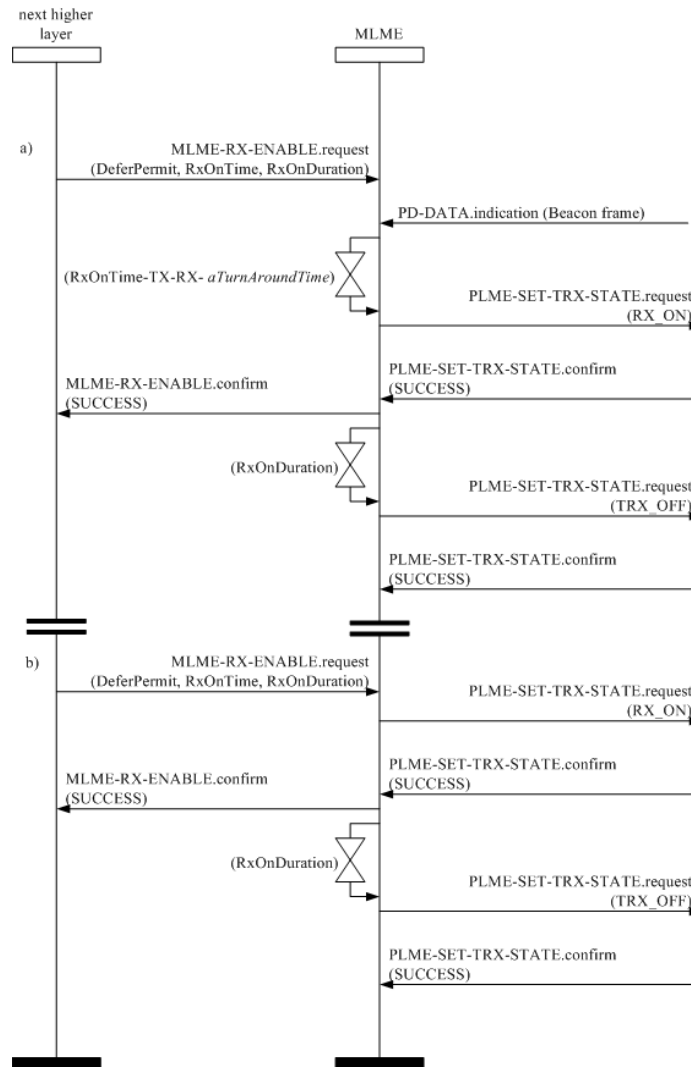 next higher
layer
MLME
a)
MLME-RX-ENABLE.request
(DeferPermit, RxOnTime, RxOnDuration)
PD-DATA.indication (Beacon frame)
(RxOnTime-TX-RX- aTurnAroundTime)
PLME-SET-TRX-STATE.request
(RX_ON)
PLME-SET-TRX-STATE.confirm
(SUCCESS)
MLME-RX-ENABLE.confirm
(SUCCESS)
(RxOnDuration)
PLME-SET-TRX-STATE.request
(TRX_OFF)
PLME-SET-TRX-STATE.confirm
(SUCCESS)
b)
MLME-RX-ENABLE.request
(DeferPermit, RxOnTime, RxOnDuration)
PLME-SET-TRX-STATE.request
(RX_ON)
PLME-SET-TRX-STATE.confirm
(SUCCESS)
MLME-RX-ENABLE.confirm
(SUCCESS)
(RxOnDuration)
PLME-SET-TRX-STATE.request
(TRX_OFF)
PLME-SET-TRX-STATE.confirm
(SUCCESS)